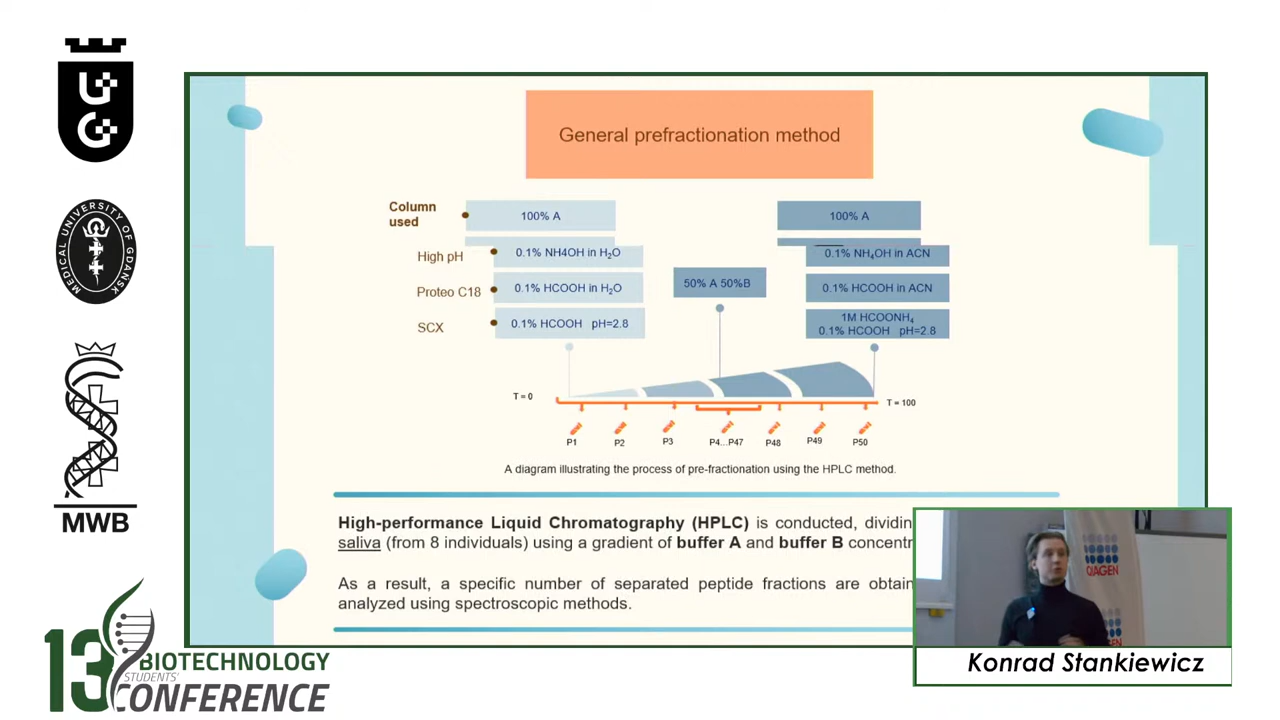 UG
MEDICAL UNIVERSITY OF GDAŃSK
MWB
13
BIOTECHNOLOGY
STUDENTS'
CONFERENCE
General prefractionation method
Column
used
100% A
100% A
High pH
0.1% NH4OH in H₂O
0.1% NH₄OH in ACN
50% A 50%B
Proteo C18
0.1% HCOOH in H₂O
0.1% HCOOH in ACN
SCX
0.1% HCOOH pH=2.8
1M HCOONH₄
0.1% HCOOH pH=2.8
T = 0
T = 100
P1 P2 P3 P4...P47 P48 P49 P50
A diagram illustrating the process of pre-fractionation using the HPLC method.
High-performance Liquid Chromatography (HPLC) is conducted, dividin
saliva (from 8 individuals) using a gradient of buffer A and buffer B concentr
As a result, a specific number of separated peptide fractions are obtain
analyzed using spectroscopic methods.
QIAGEN
Konrad Stankiewicz